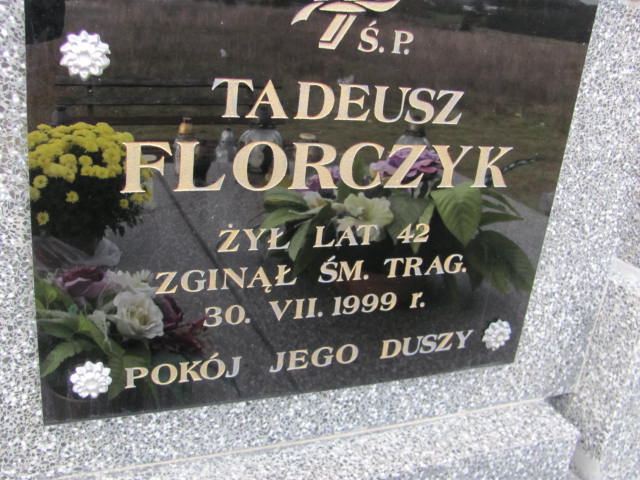 Ś.P.
TADEUSZ
FLORCZYK
ŻYŁ LAT 42
ZGINĄŁ ŚM. TRAG.
30. VII. 1999 r.
POKÓJ JEGO DUSZY